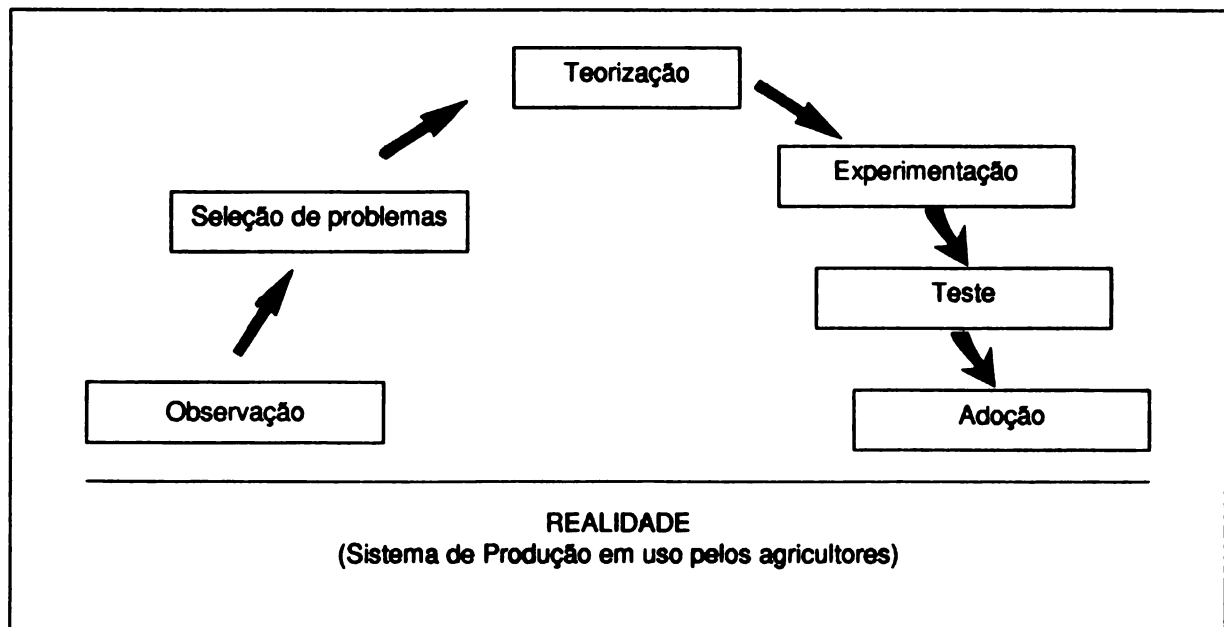 Teorização
Experimentação
Seleção de problemas
Teste
Observação
Adoção
REALIDADE
(Sistema de Produção em uso pelos agricultores)